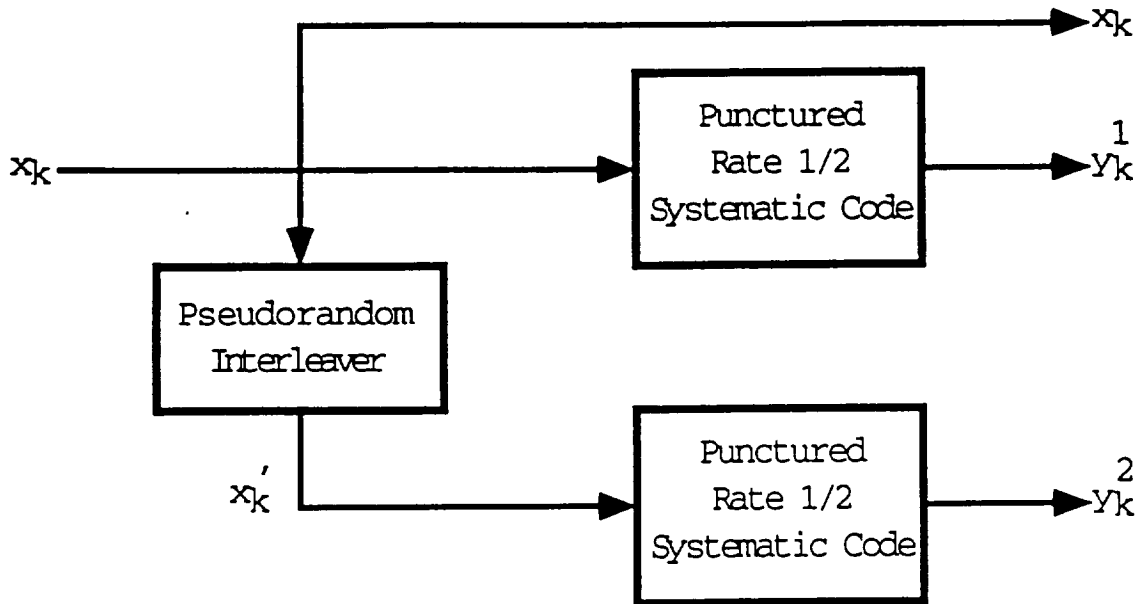 x_k
Punctured
Rate 1/2
Systematic Code
x_k
y_k^1
Pseudorandom
Interleaver
x_k'
Punctured
Rate 1/2
Systematic Code
y_k^2